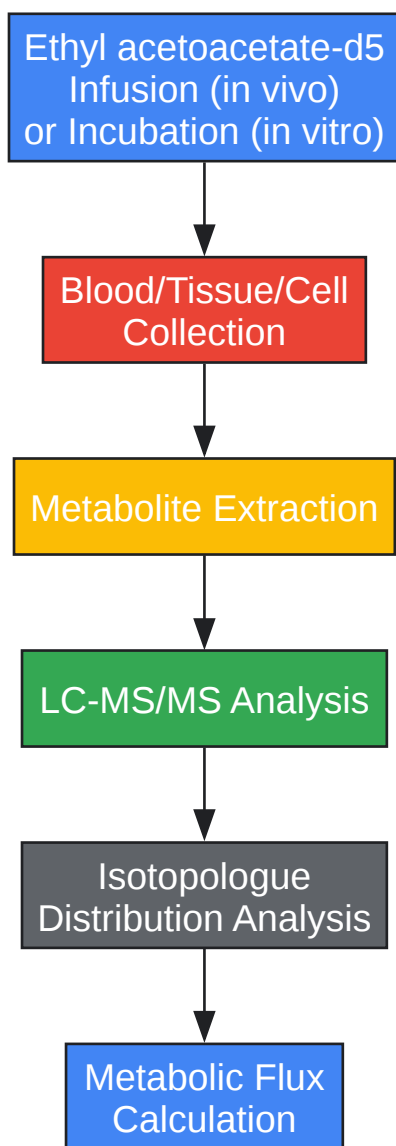 Ethyl acetoacetate-d5
Infusion (in vivo)
or Incubation (in vitro)
Blood/Tissue/Cell
Collection
Metabolite Extraction
LC-MS/MS Analysis
Isotopologue
Distribution Analysis
Metabolic Flux
Calculation